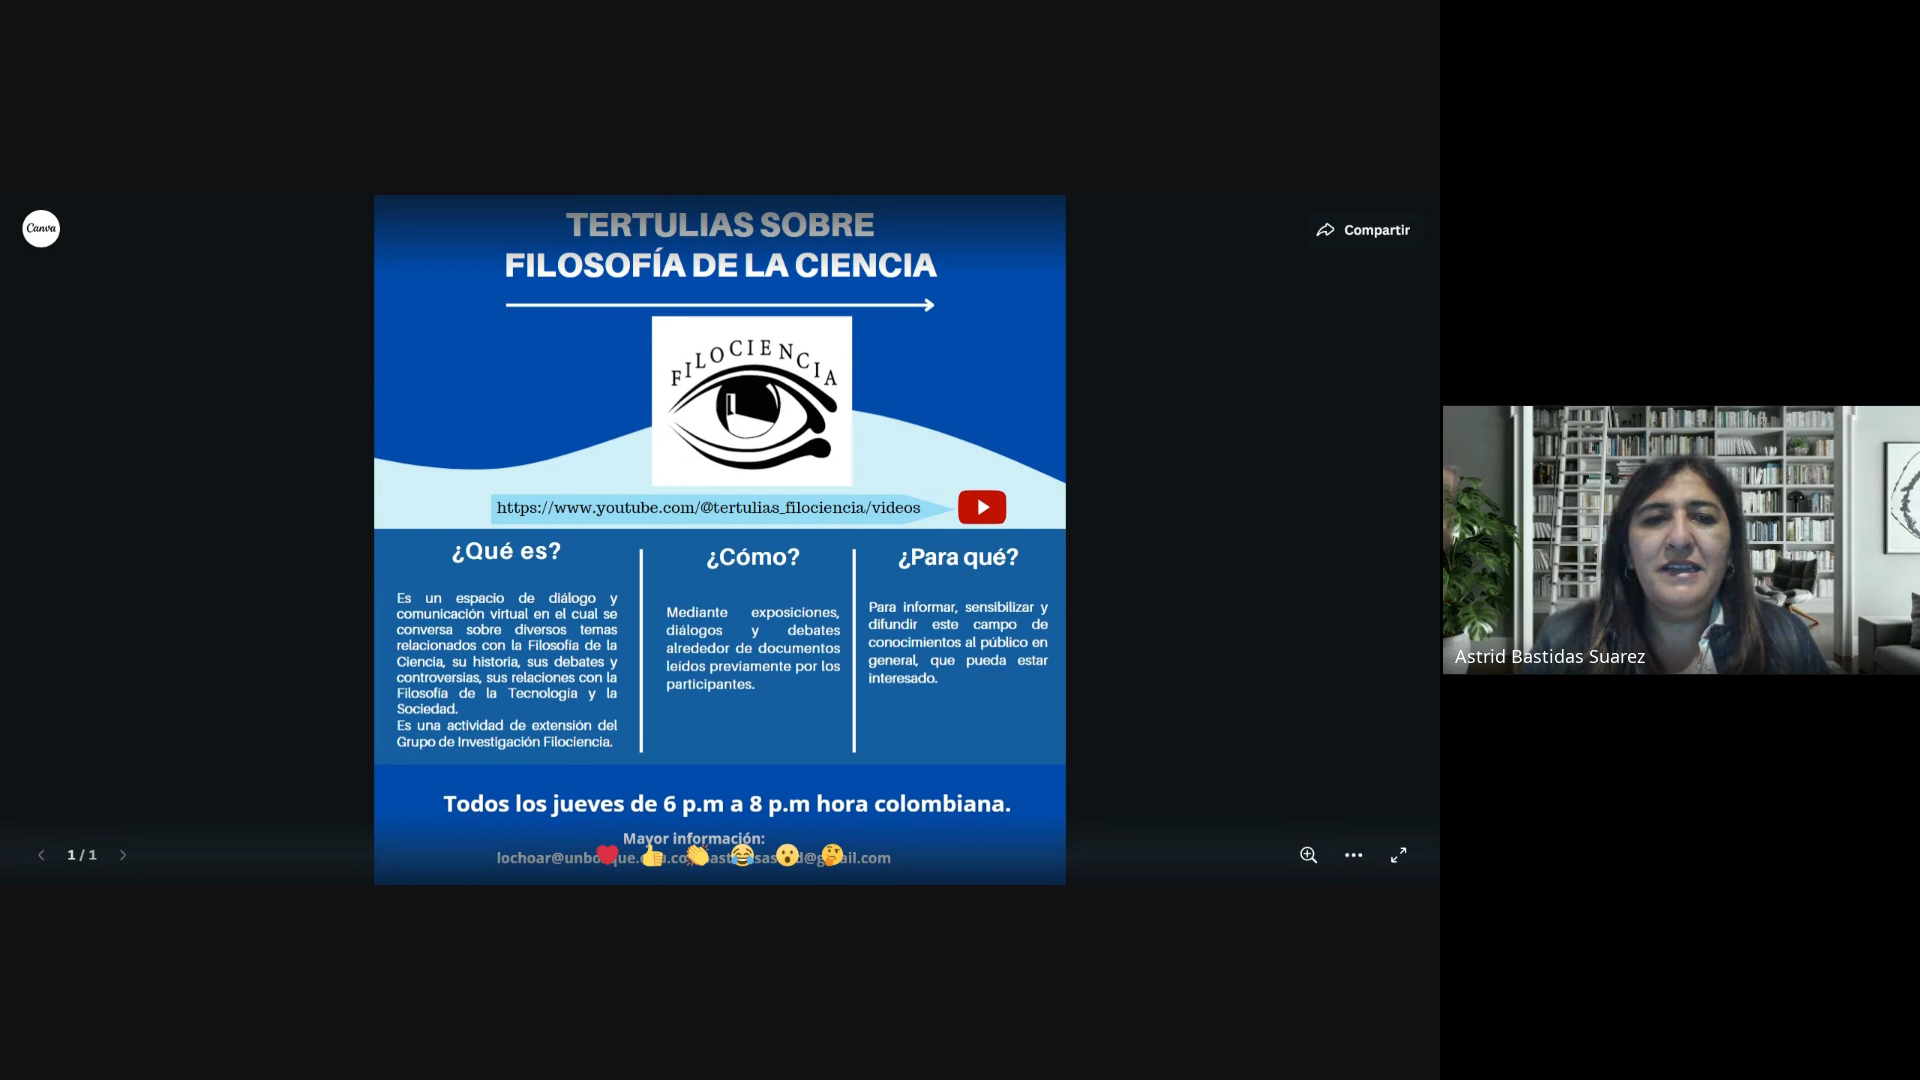 Canva
Compartir
TERTULIAS SOBRE
FILOSOFÍA DE LA CIENCIA
FILOCIENCIA
https://www.youtube.com/@tertulias_filociencia/videos
¿Qué es?
Es un espacio de diálogo y
comunicación virtual en el cual se
conversa sobre diversos temas
relacionados con la Filosofía de la
Ciencia, su historia, sus debates y
controversias, sus relaciones con la
Filosofía de la Tecnología y la
Sociedad.
Es una actividad de extensión del
Grupo de Investigación Filociencia.
¿Cómo?
Mediante exposiciones,
diálogos y debates
alrededor de documentos
leídos previamente por los
participantes.
¿Para qué?
Para informar, sensibilizar y
difundir este campo de
conocimientos al público en
general, que pueda estar
interesado.
Todos los jueves de 6 p.m a 8 p.m hora colombiana.
Mayor información:
1 / 1
Astrid Bastidas Suarez